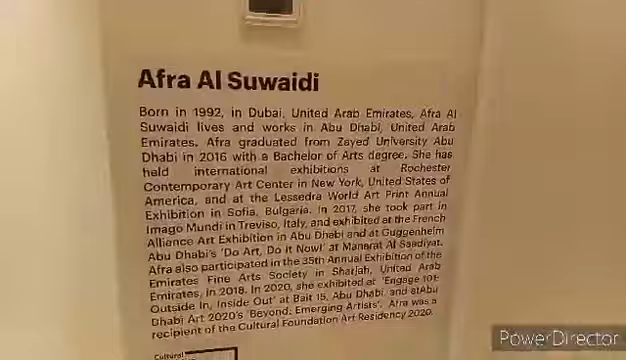 Afra Al Suwaidi
Born in 1992, in Dubai, United Arab Emirates, Afra Al
Suwaidi lives and works in Abu Dhabi, United Arab
Emirates. Afra graduated from Zayed University Abu
Dhabi in 2016 with a Bachelor of Arts degree. She has
held international exhibitions at Rochester
Contemporary Art Center in New York, United States of
America, and at the Lessedra World Art Print Annual
Exhibition in Sofia, Bulgaria. In 2017, she took part in
Imago Mundi in Treviso, Italy, and exhibited at the French
Alliance Art Exhibition in Abu Dhabi and at Guggenheim
Abu Dhabi's 'Do Art, Do It Now!' at Manarat Al Saadiyat.
Afra also participated in the 35th Annual Exhibition of the
Emirates Fine Arts Society in Sharjah, United Arab
Emirates, in 2018. In 2020, she exhibited at 'Engage 101:
Outside In, Inside Out' at Bait 15, Abu Dhabi, and at Abu
Dhabi Art 2020's 'Beyond: Emerging Artists'. Afra was a
recipient of the Cultural Foundation Art Residency 2020.
Cultural
PowerDirector